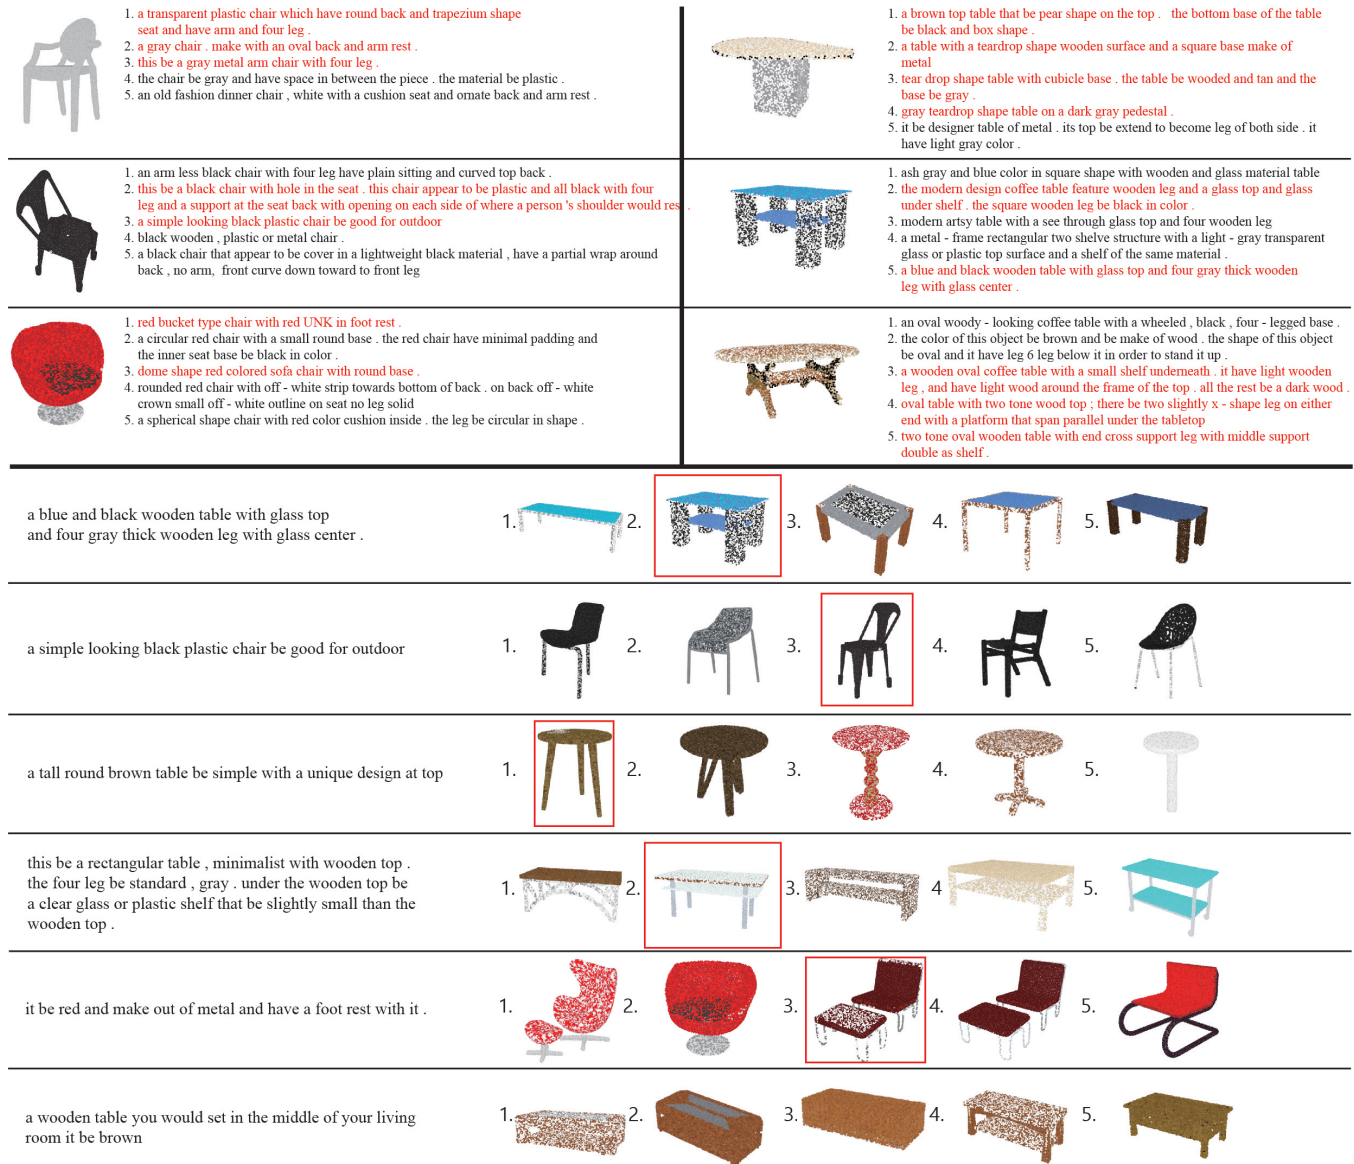 1. a transparent plastic chair which have round back and trapezium shape
seat and have arm and four leg .
2. a gray chair . make with an oval back and arm rest .
3. this be a gray metal arm chair with four leg .
4. the chair be gray and have space in between the piece . the material be plastic .
5. an old fashion dinner chair , white with a cushion seat and ornate back and arm rest .
1. a brown top table that be pear shape on the top . the bottom base of the table
be black and box shape .
2. a table with a teardrop shape wooden surface and a square base make of
metal
3. tear drop shape table with cubicle base . the table be wooded and tan and the
base be gray .
4. gray teardrop shape table on a dark gray pedestal .
5. it be designer table of metal . its top be extend to become leg of both side . it
have light gray color .
1. an arm less black chair with four leg have plain sitting and curved top back .
2. this be a black chair with hole in the seat . this chair appear to be plastic and all black with four
leg and a support at the seat back with opening on each side of where a person 's shoulder would res .
3. a simple looking black plastic chair be good for outdoor
4. black wooden , plastic or metal chair .
5. a black chair that appear to be cover in a lightweight black material , have a partial wrap around
back , no arm, front curve down toward to front leg
1. ash gray and blue color in square shape with wooden and glass material table
2. the modern design coffee table feature wooden leg and a glass top and glass
under shelf . the square wooden leg be black in color .
3. modern artsy table with a see through glass top and four wooden leg
4. a metal - frame rectangular two shelve structure with a light - gray transparent
glass or plastic top surface and a shelf of the same material .
5. a blue and black wooden table with glass top and four gray thick wooden
leg with glass center .
1. red bucket type chair with red UNK in foot rest .
2. a circular red chair with a small round base . the red chair have minimal padding and
the inner seat base be black in color .
3. dome shape red colored sofa chair with round base .
4. rounded red chair with off - white strip towards bottom of back . on back off - white
crown small off - white outline on seat no leg solid
5. a spherical shape chair with red color cushion inside . the leg be circular in shape .
1. an oval woody - looking coffee table with a wheeled , black , four - legged base .
2. the color of this object be brown and be make of wood . the shape of this object
be oval and it have leg 6 leg below it in order to stand it up .
3. a wooden oval coffee table with a small shelf underneath . it have light wooden
leg , and have light wood around the frame of the top . all the rest be a dark wood .
4. oval table with two tone wood top ; there be two slightly x - shape leg on either
end with a platform that span parallel under the tabletop
5. two tone oval wooden table with end cross support leg with middle support
double as shelf .
a blue and black wooden table with glass top
and four gray thick wooden leg with glass center .
1. 2. 3. 4. 5.
a simple looking black plastic chair be good for outdoor
1. 2. 3. 4. 5.
a tall round brown table be simple with a unique design at top
1. 2. 3. 4. 5.
this be a rectangular table , minimalist with wooden top .
the four leg be standard , gray . under the wooden top be
a clear glass or plastic shelf that be slightly small than the
wooden top .
1. 2. 3. 4 5.
it be red and make out of metal and have a foot rest with it .
1. 2. 3. 4. 5.
a wooden table you would set in the middle of your living
room it be brown
1. 2. 3. 4. 5.